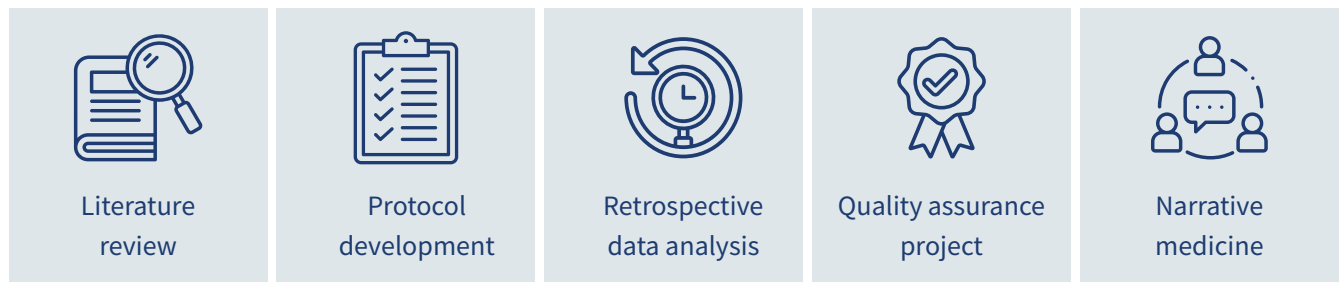 Literature
review
Protocol
development
Retrospective
data analysis
Quality assurance
project
Narrative
medicine